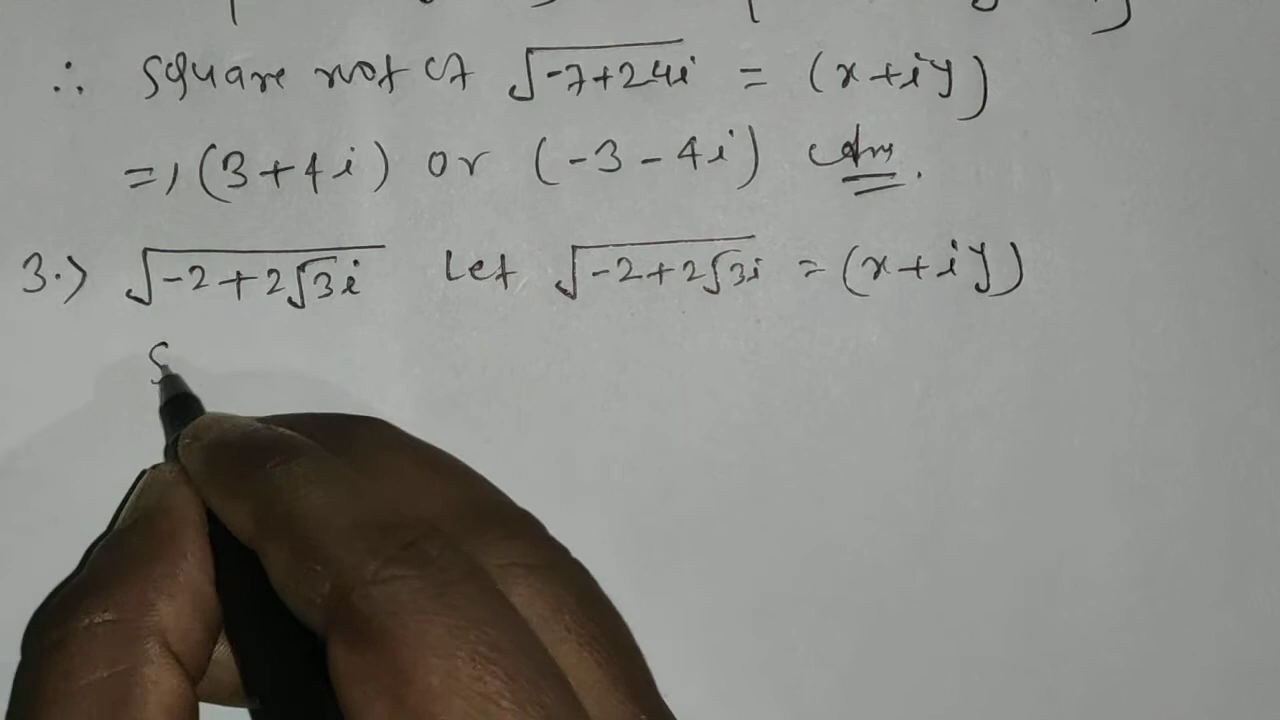 ∴ Square root of √-7+24i = (x+iy)
=, (3+4i) or (-3-4i) Ans.
3.) √-2+2√3i Let √-2+2√3i = (x+iy)
S